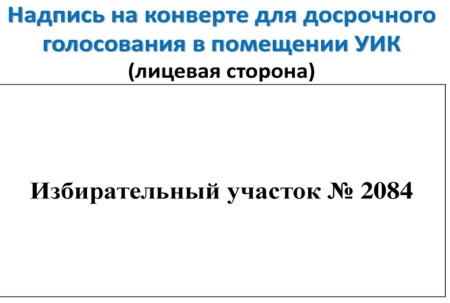 Надпись на конверте для досрочного
голосования в помещении УИК
(лицевая сторона)
Избирательный участок № 2084